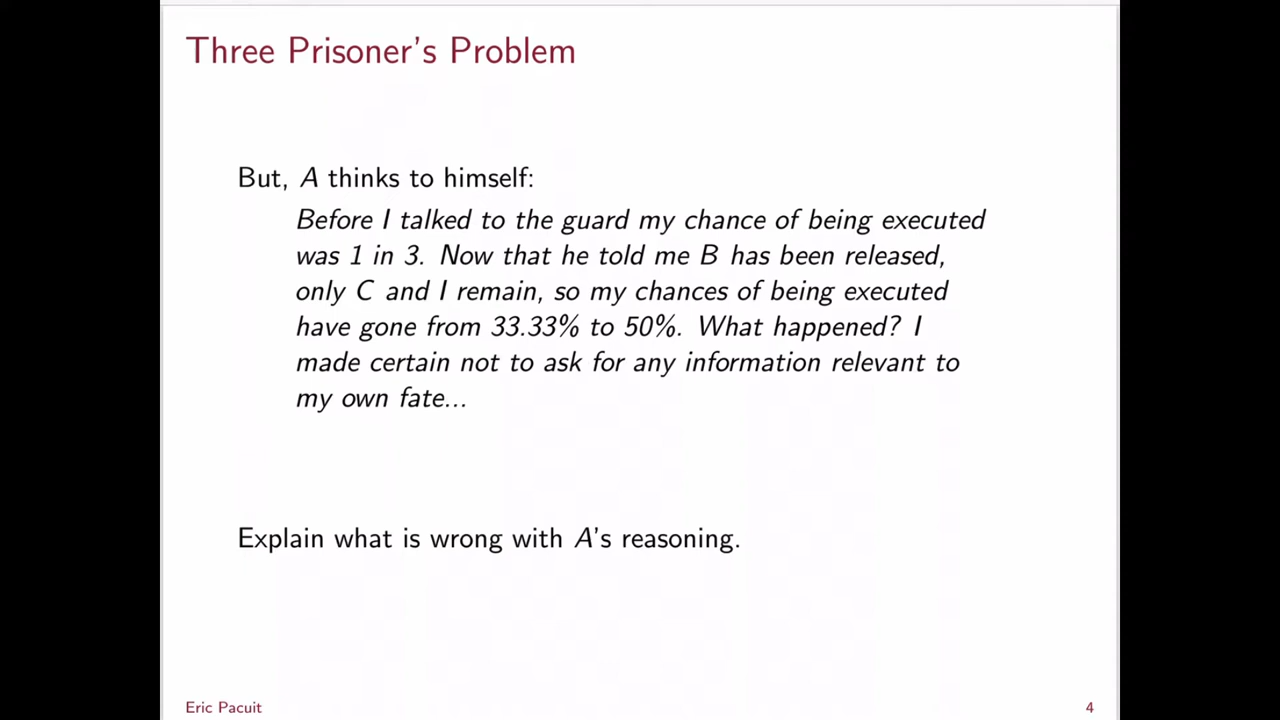 Three Prisoner's Problem
But, A thinks to himself:
Before I talked to the guard my chance of being executed
was 1 in 3. Now that he told me B has been released,
only C and I remain, so my chances of being executed
have gone from 33.33% to 50%. What happened? I
made certain not to ask for any information relevant to
my own fate...
Explain what is wrong with A's reasoning.
Eric Pacuit
4